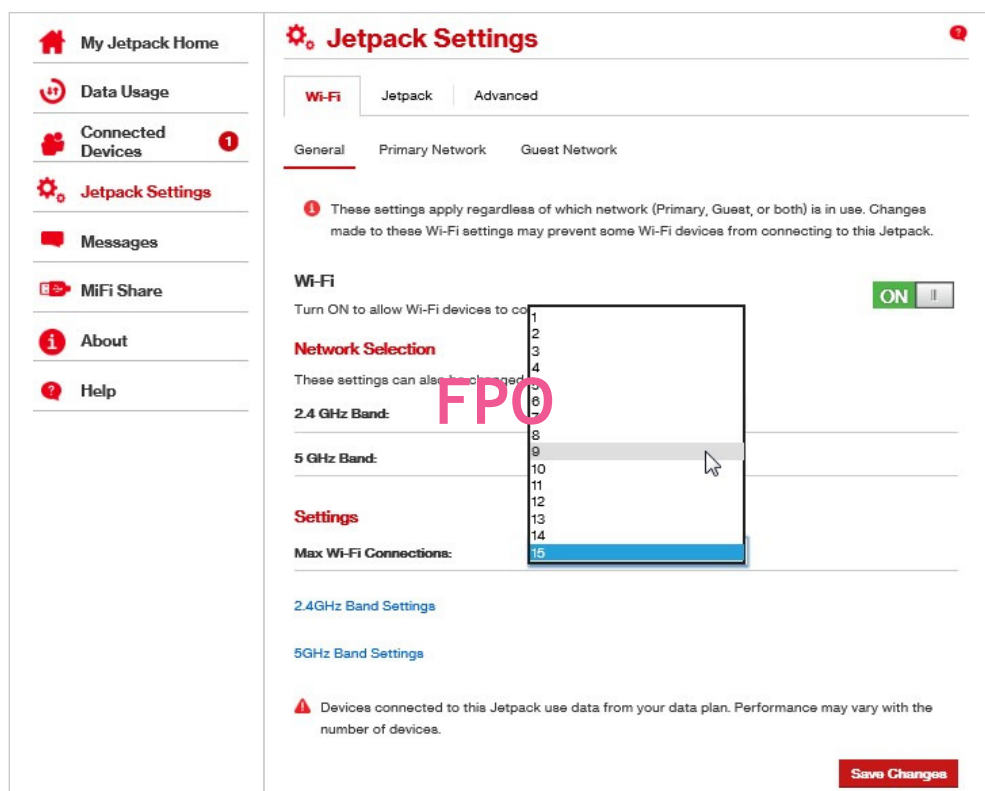 My Jetpack Home
Data Usage
Connected
Devices
1
Jetpack Settings
Messages
MiFi Share
About
Help
Jetpack Settings
Wi-Fi Jetpack Advanced
General Primary Network Guest Network
These settings apply regardless of which network (Primary, Guest, or both) is in use. Changes
made to these Wi-Fi settings may prevent some Wi-Fi devices from connecting to this Jetpack.
Wi-Fi
ON
Turn ON to allow Wi-Fi devices to
Network Selection
These settings can also be changed
FPO
2.4 GHz Band:
5 GHz Band:
Settings
Max Wi-Fi Connections:
1
2
3
4
5
6
7
8
9
10
11
12
13
14
15
2.4GHz Band Settings
5GHz Band Settings
Devices connected to this Jetpack use data from your data plan. Performance may vary with the
number of devices.
Save Changes